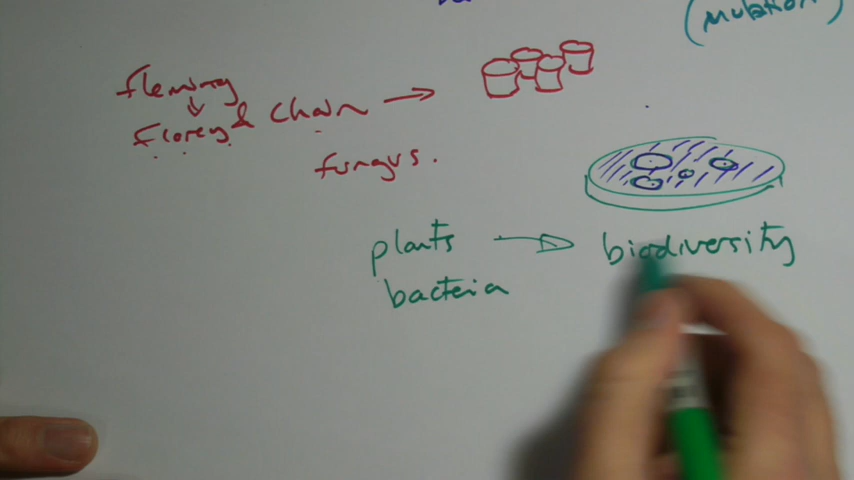 (mutation)
fleming
florey & chain
fungus.
plants
biodiversity
bacteria